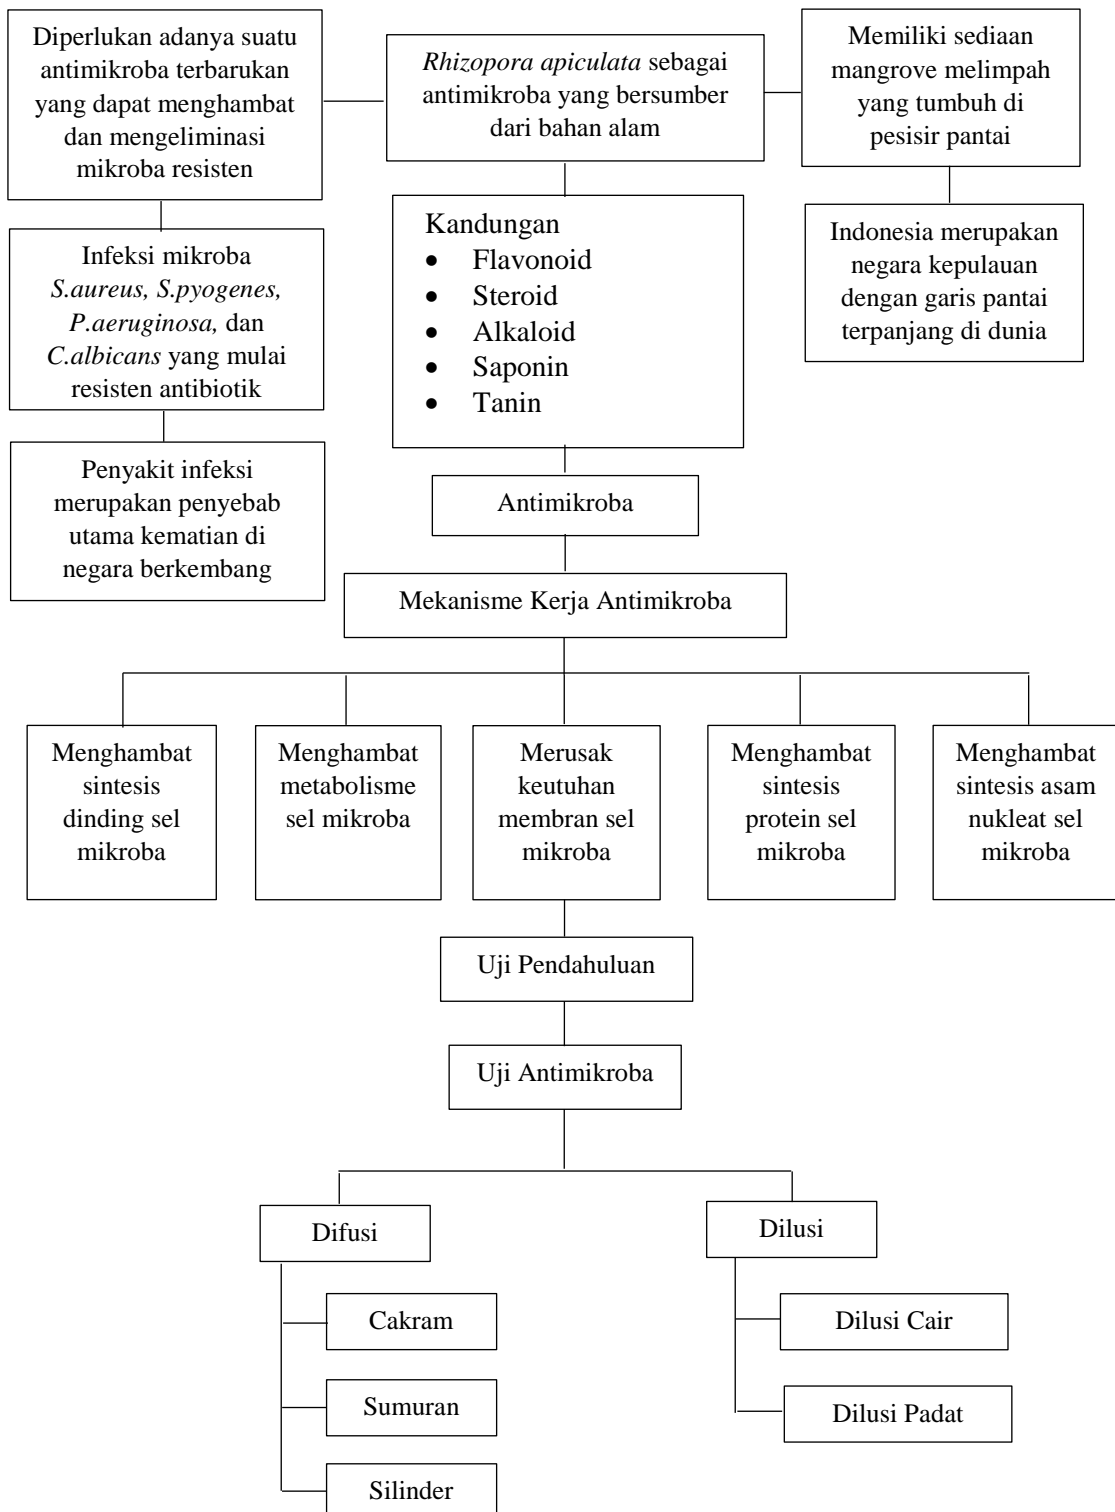 Diperlukan adanya suatu
antimikroba terbarukan
yang dapat menghambat
dan mengeliminasi
mikroba resisten
Rhizopora apiculata sebagai
antimikroba yang bersumber
dari bahan alam
Memiliki sediaan
mangrove melimpah
yang tumbuh di
pesisir pantai
Infeksi mikroba
S.aureus, S.pyogenes,
P.aeruginosa, dan
C.albicans yang mulai
resisten antibiotik
Kandungan
• Flavonoid
• Steroid
• Alkaloid
• Saponin
• Tanin
Indonesia merupakan
negara kepulauan
dengan garis pantai
terpanjang di dunia
Penyakit infeksi
merupakan penyebab
utama kematian di
negara berkembang
Antimikroba
Mekanisme Kerja Antimikroba
Menghambat
sintesis
dinding sel
mikroba
Menghambat
metabolisme
sel mikroba
Merusak
keutuhan
membran sel
mikroba
Menghambat
sintesis
protein sel
mikroba
Menghambat
sintesis asam
nukleat sel
mikroba
Uji Pendahuluan
Uji Antimikroba
Difusi
Dilusi
Cakram
Sumuran
Silinder
Dilusi Cair
Dilusi Padat